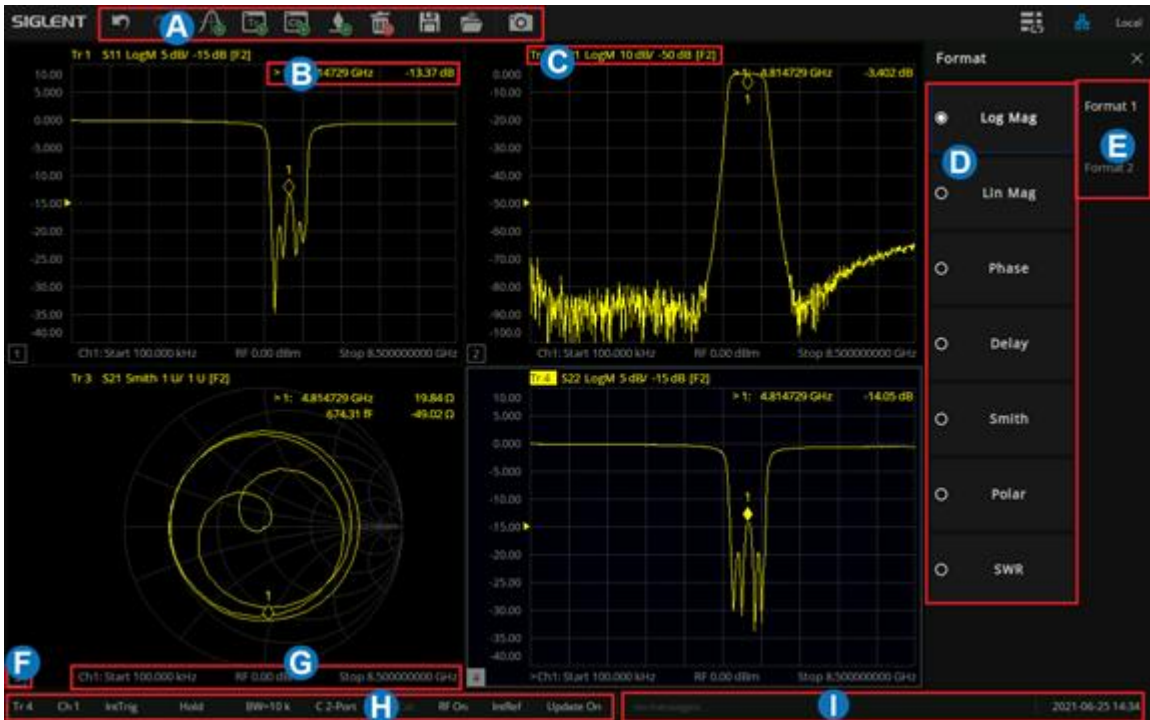 SIGLENT
A
Local
Tr 1 S11 LogM 5 dB/ -15 dB [F2]
B
4729 GHz -13.37 dB
10.00
5.000
0.000
-5.000
-10.00
-15.00
-20.00
-25.00
-30.00
-35.00
-40.00
1
1
Ch1: Start 100.000 kHz RF 0.00 dBm Stop 8.500000000 GHz
C
LogM 10 dB/ -50 dB [F2]
> 1: 4.814729 GHz -3.402 dB
0.000
-10.00
-20.00
-30.00
-40.00
-60.00
-70.00
-80.00
-90.00
-100.0
1
2
Ch1: Start 100.000 kHz RF 0.00 dBm Stop 8.500000000 GHz
Tr 3 S21 Smith 1 U/ 1 U [F2]
> 1: 4.814729 GHz 19.84 Ω
674.31 fF -49.02 Ω
1
F
G
Ch1: Start 100.000 kHz RF 0.00 Stop 8.500000000 GHz
Tr 4 S22 LogM 5 dB/ -15 dB [F2]
> 1: 4.814729 GHz -14.05 dB
10.00
5.000
0.000
-5.000
-10.00
-15.00
-20.00
-25.00
-30.00
-35.00
-40.00
1
4
>Ch1: Start 100.000 kHz RF 0.00 dBm Stop 8.500000000 GHz
Format
Log Mag
D
Lin Mag
Phase
Delay
Smith
Polar
SWR
Format 1
E
Format 2
Tr 4 Ch 1 IntTrig Hold BW=10 k C 2-Port H RF On IntRef Update On
I
2021-06-25 14:34